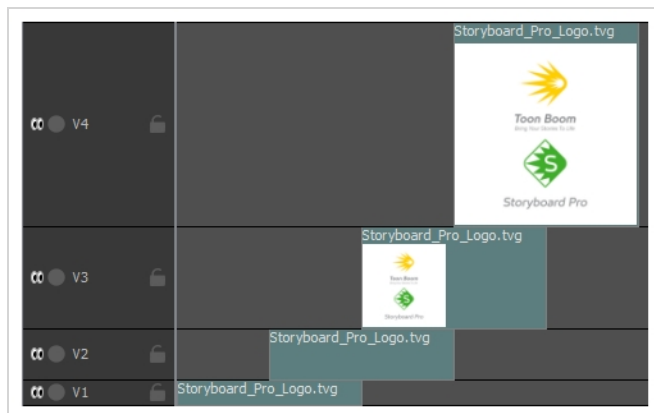 Storyboard_Pro_Logo.tvg
Toon Boom
Bring Your Stories To Life
S
Storyboard Pro
V4
Storyboard_Pro_Logo.tvg
Toon Boom
S
Storyboard Pro
V3
Storyboard_Pro_Logo.tvg
V2
Storyboard_Pro_Logo.tvg
V1